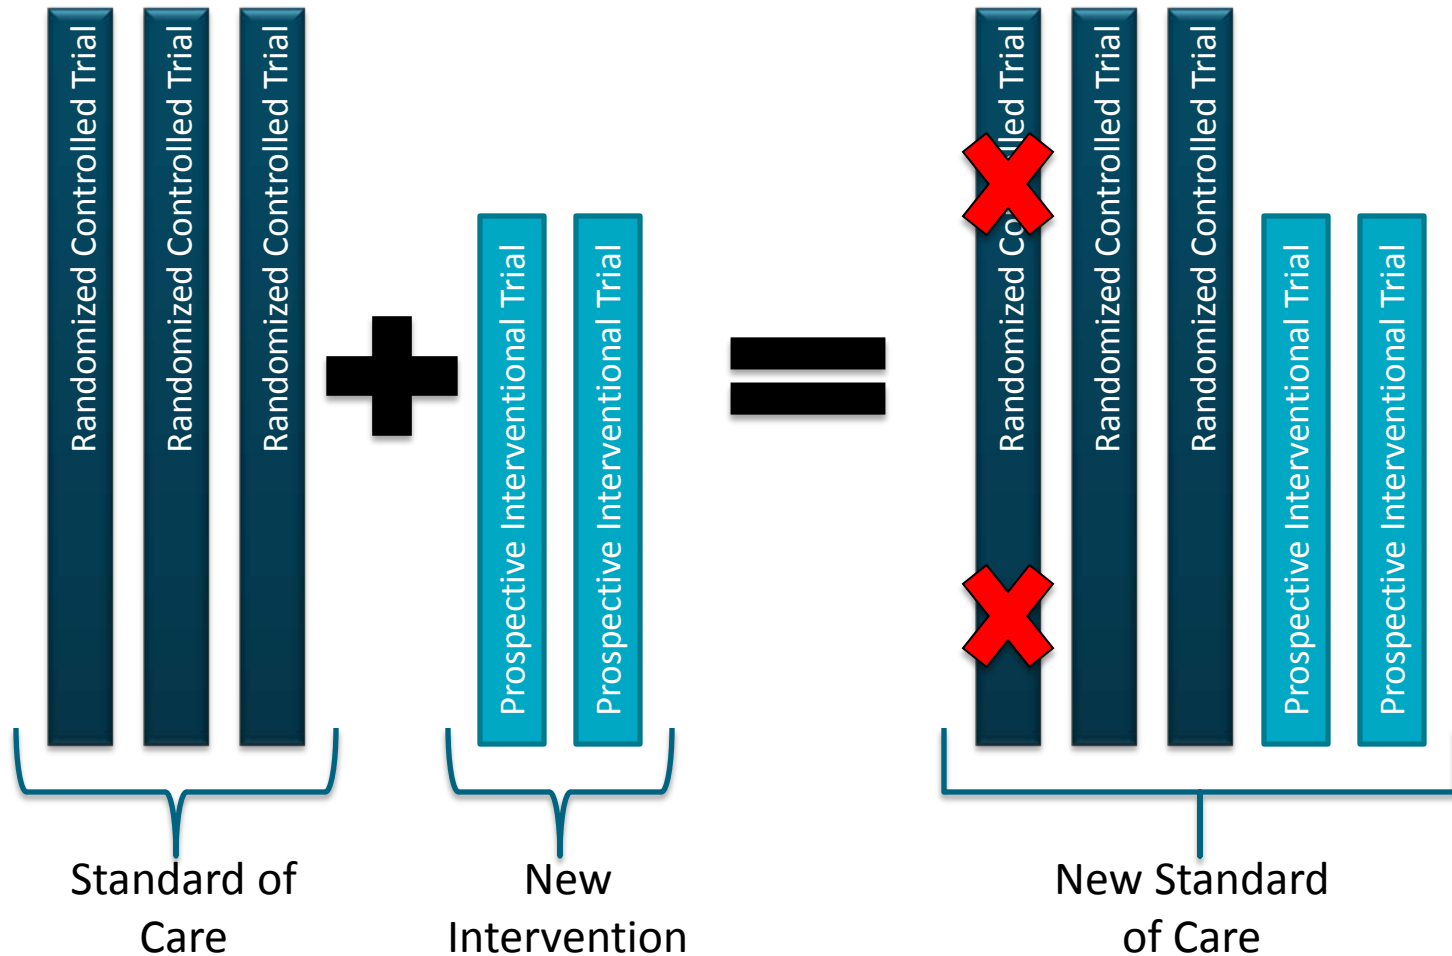 Randomized Controlled Trial
Randomized Controlled Trial
Randomized Controlled Trial
Prospective Interventional Trial
Prospective Interventional Trial
Randomized Controlled Trial
Randomized Controlled Trial
Randomized Controlled Trial
Prospective Interventional Trial
Prospective Interventional Trial
Standard of
Care
New
Intervention
New Standard
of Care